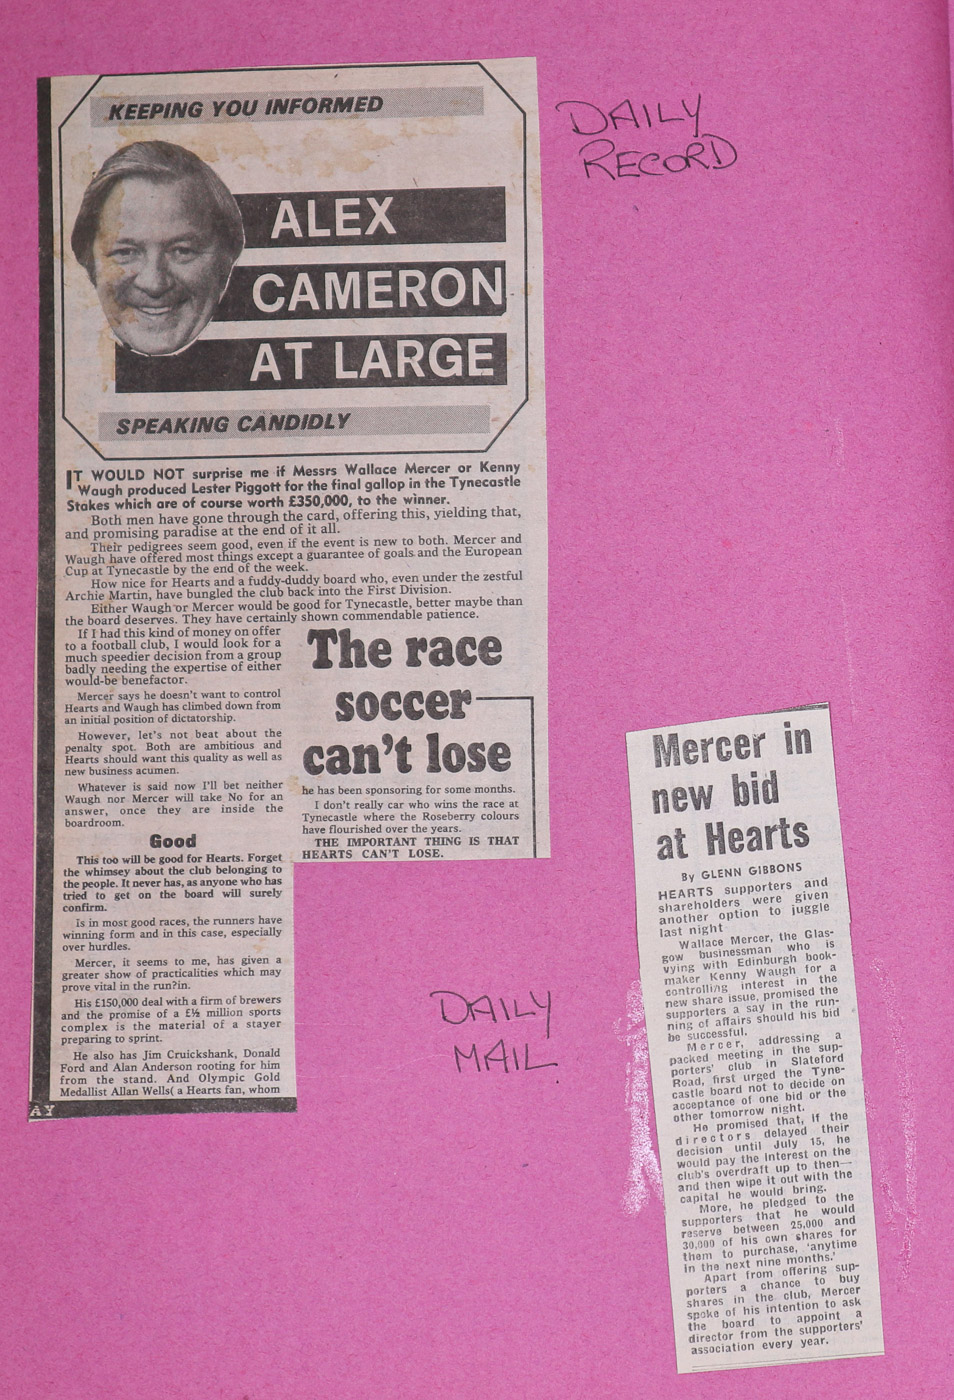 KEEPING YOU INFORMED
ALEX
CAMERON
AT LARGE
SPEAKING CANDIDLY
IT WOULD NOT surprise me if Messrs Wallace Mercer or Kenny
Waugh produced Lester Piggott for the final gallop in the Tynecastle
Stakes which are of course worth £350,000, to the winner.
Both men have gone through the card, offering this, yielding that,
and promising paradise at the end of it all.
Their pedigrees seem good, even if the event is new to both. Mercer and
Waugh have offered most things except a guarantee of goals and the European
Cup at Tynecastle by the end of the week.
How nice for Hearts and a fuddy-duddy board who, even under the zestful
Archie Martin, have bungled the club back into the First Division.
Either Waugh or Mercer would be good for Tynecastle, better maybe than
the board deserves. They have certainly shown commendable patience.
If I had this kind of money on offer
to a football club, I would look for a
much speedier decision from a group
badly needing the expertise of either
would-be benefactor.
Mercer says he doesn't want to control
Hearts and Waugh has climbed down from
an initial position of dictatorship.
However, let's not beat about the
penalty spot. Both are ambitious and
Hearts should want this quality as well as
new business acumen.
Whatever is said now I'll bet neither
Waugh nor Mercer will take No for an
answer, once they are inside the
boardroom.
Good
This too will be good for Hearts. Forget
the whimsey about the club belonging to
the people. It never has, as anyone who has
tried to get on the board will surely
confirm.
Is in most good races, the runners have
winning form and in this case, especially
over hurdles.
Mercer, it seems to me, has given a
greater show of practicalities which may
prove vital in the run?in.
His £150,000 deal with a firm of brewers
and the promise of a £½ million sports
complex is the material of a stayer
preparing to sprint.
He also has Jim Cruickshank, Donald
Ford and Alan Anderson rooting for him
from the stand. And Olympic Gold
Medallist Allan Wells( a Hearts fan, whom
AY
The race
soccer
can't lose
he has been sponsoring for some months.
I don't really car who wins the race at
Tynecastle where the Roseberry colours
have flourished over the years.
THE IMPORTANT THING IS THAT
HEARTS CAN'T LOSE.
DAILY
RECORD
DAILY
MAIL
Mercer in
new bid
at Hearts
By GLENN GIBBONS
HEARTS supporters and
shareholders were given
another option to juggle
last night
Wallace Mercer, the Glas-
gow businessman who is
vying with Edinburgh book-
maker Kenny Waugh for a
controlling interest in the
new share issue, promised the
supporters a say in the run-
ning of affairs should his bid
be successful.
Mercer, addressing a
packed meeting in the sup-
porters' club in Slateford
Road, first urged the Tyne-
castle board not to decide on
acceptance of one bid or the
other tomorrow night.
He promised that, if the
directors delayed their
decision until July 15, he
would pay the interest on the
club's overdraft up to then—
and then wipe it out with the
capital he would bring.
More, he pledged to the
supporters that he would
reserve between 25,000 and
30,000 of his own shares for
them to purchase, 'anytime
in the next nine months.'
Apart from offering sup-
porters a chance to buy
shares in the club, Mercer
spoke of his intention to ask
the board to appoint a
director from the supporters'
association every year.